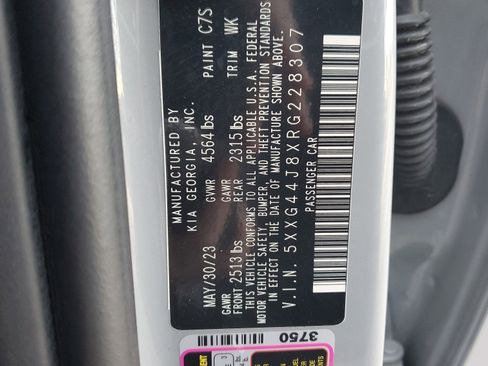 MANUFACTURED BY
KIA GEORGIA, INC.
MAY/30/23 GVWR 4564 lbs PAINT C7S
GAWR FRONT 2513 lbs GAWR REAR 2315 lbs TRIM WK
THIS VEHICLE CONFORMS TO ALL APPLICABLE U.S.A. FEDERAL
MOTOR VEHICLE SAFETY, BUMPER, AND THEFT PREVENTION STANDARDS
IN EFFECT ON THE DATE OF MANUFACTURE SHOWN ABOVE.
V.I.N. 5XXG44J8XRG228307
PASSENGER CAR
3750